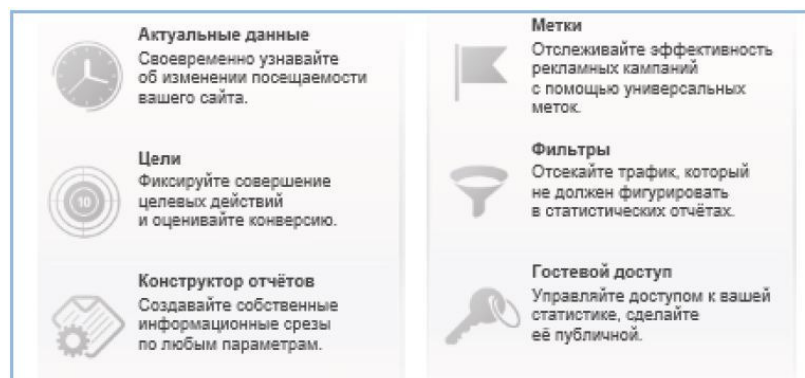 Актуальные данные
Своевременно узнавайте
об изменении посещаемости
вашего сайта.
Цели
Фиксируйте совершение
целевых действий
и оценивайте конверсию.
10
Конструктор отчётов
Создавайте собственные
информационные срезы
по любым параметрам.
Метки
Отслеживайте эффективность
рекламных кампаний
с помощью универсальных
меток.
Фильтры
Отсекайте трафик, который
не должен фигурировать
в статистических отчётах.
Гостевой доступ
Управляйте доступом к вашей
статистике, сделайте
её публичной.